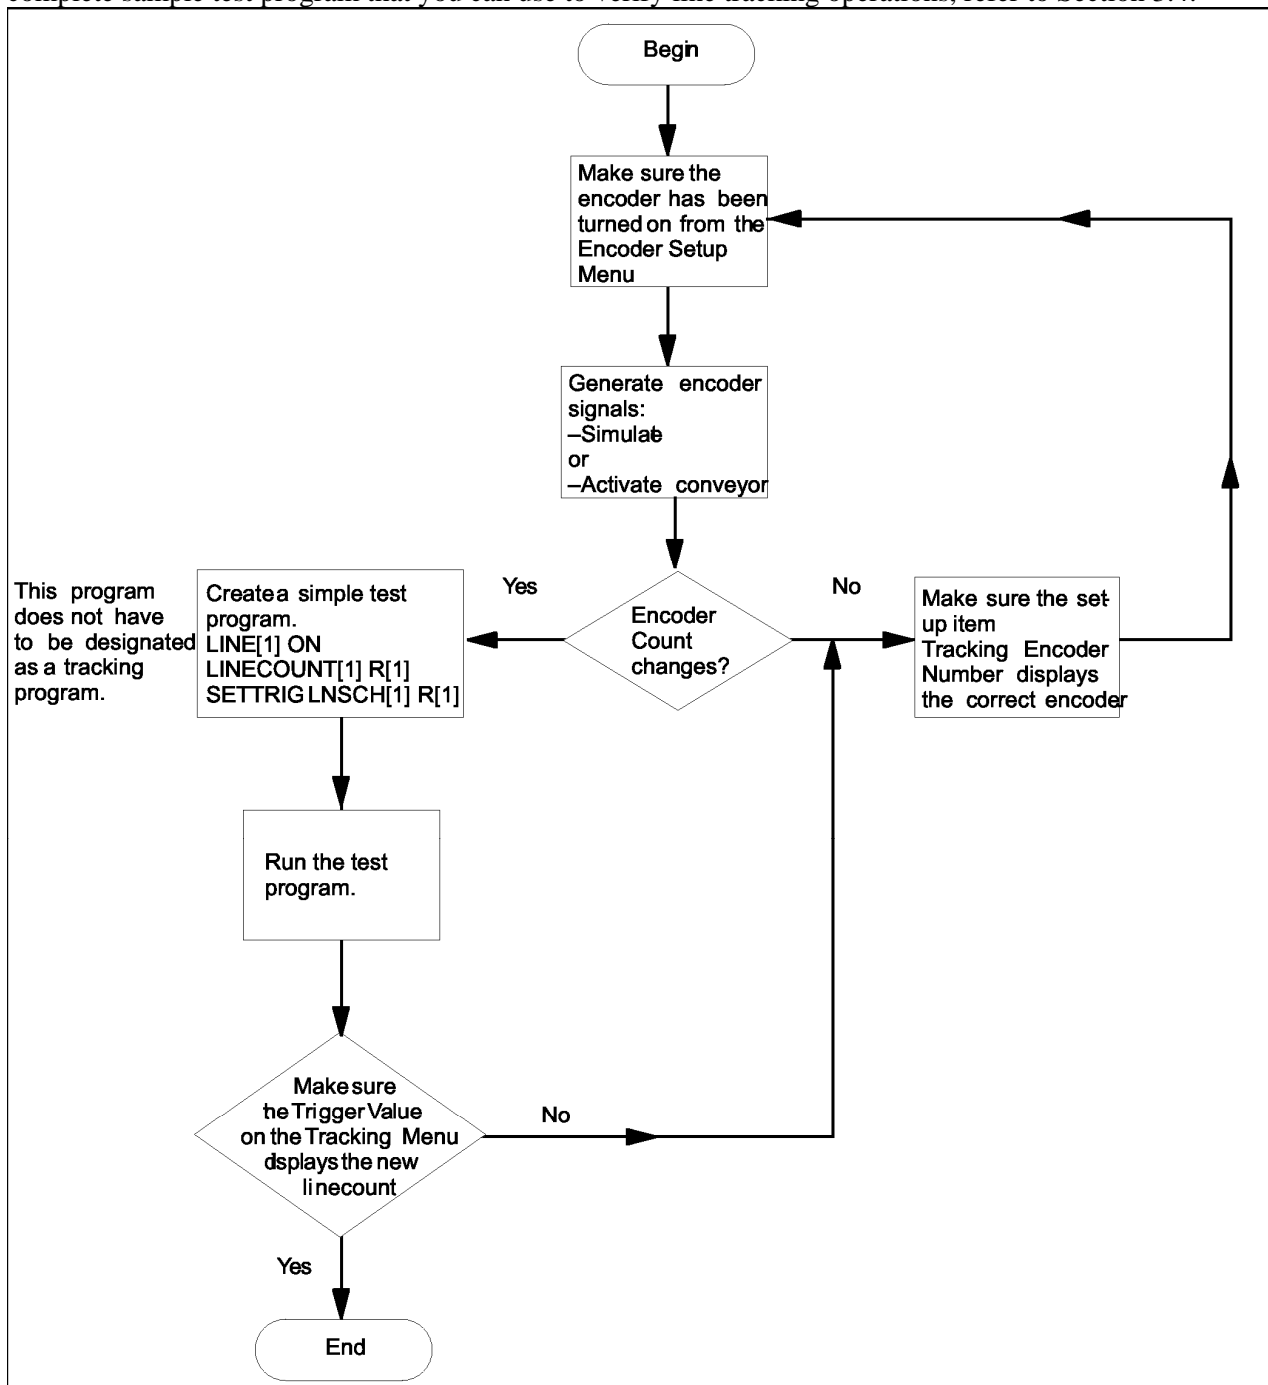 complete sample test program that you can use to verify line tracking operations, refer to Section
Begin
Make sure the
encoder has been
turned on from the
Encoder Setup
Menu
Generate encoder
signals:
–Simulate
or
–Activate conveyor
Encoder
Count
changes?
Yes
No
This program
does not have
to be designated
as a tracking
program.
Create a simple test
program.
LINE[1] ON
LINECOUNT[1] R[1]
SETTRIG LNSCH[1] R[1]
Make sure the set-
up item
Tracking Encoder
Number displays
the correct encoder
Run the test
program.
Make sure
he Trigger Value
on the Tracking Menu
displays the new
linecount
No
Yes
End